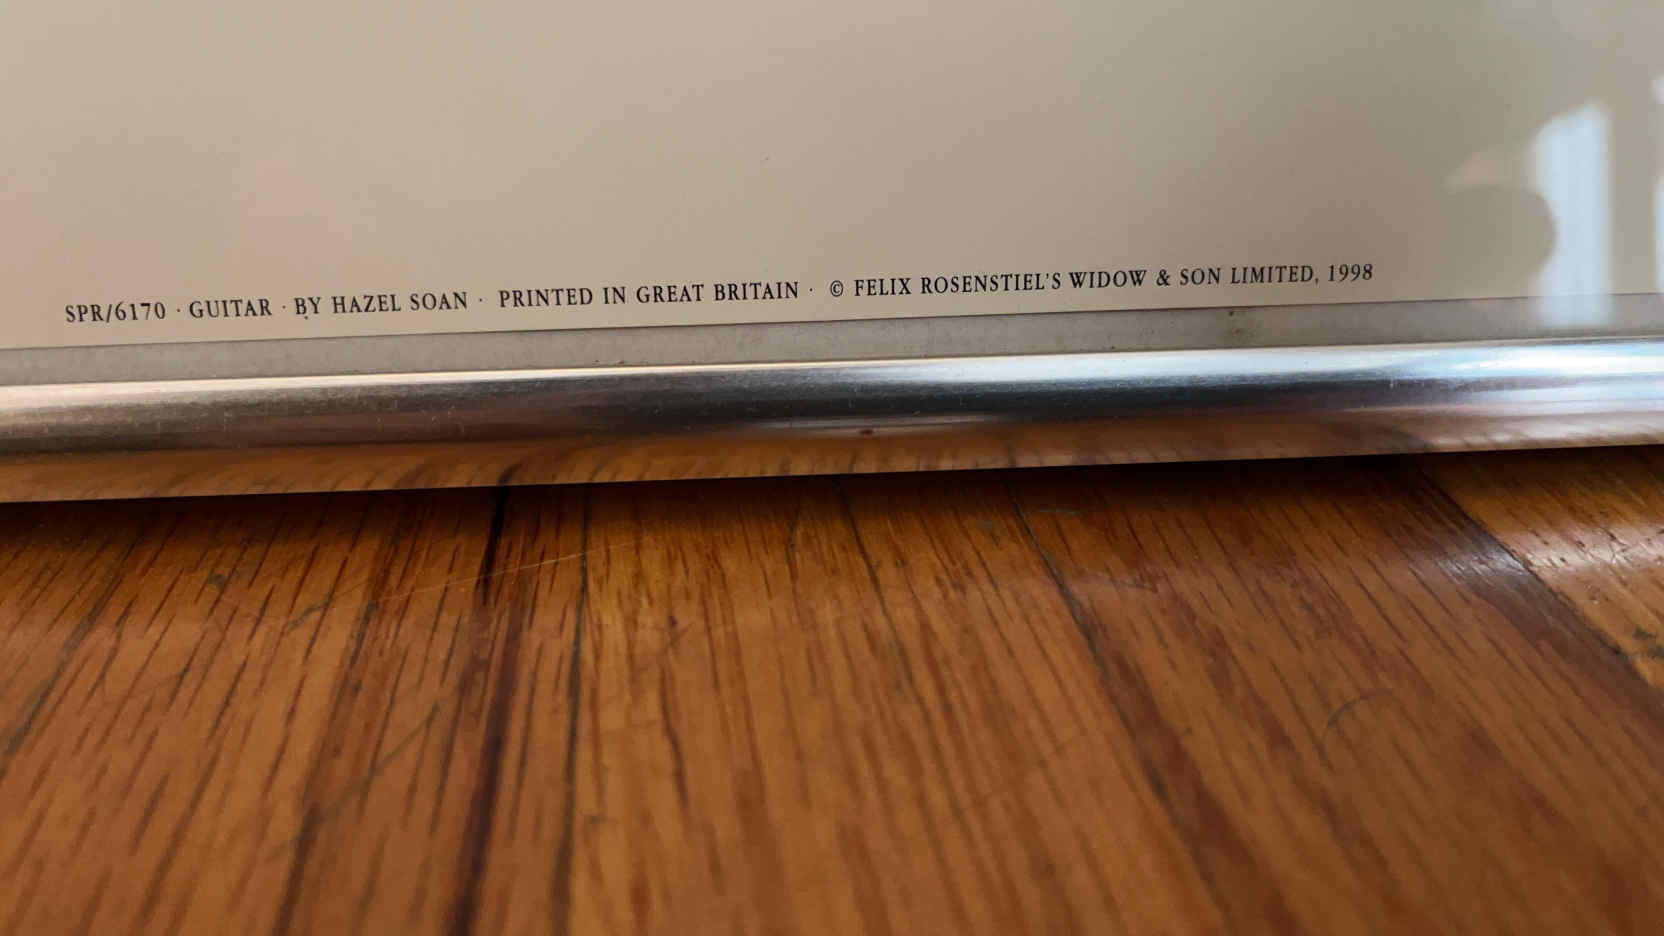 SPR/6170 · GUITAR · BY HAZEL SOAN · PRINTED IN GREAT BRITAIN · © FELIX ROSENSTIEL'S WIDOW & SON LIMITED, 1998